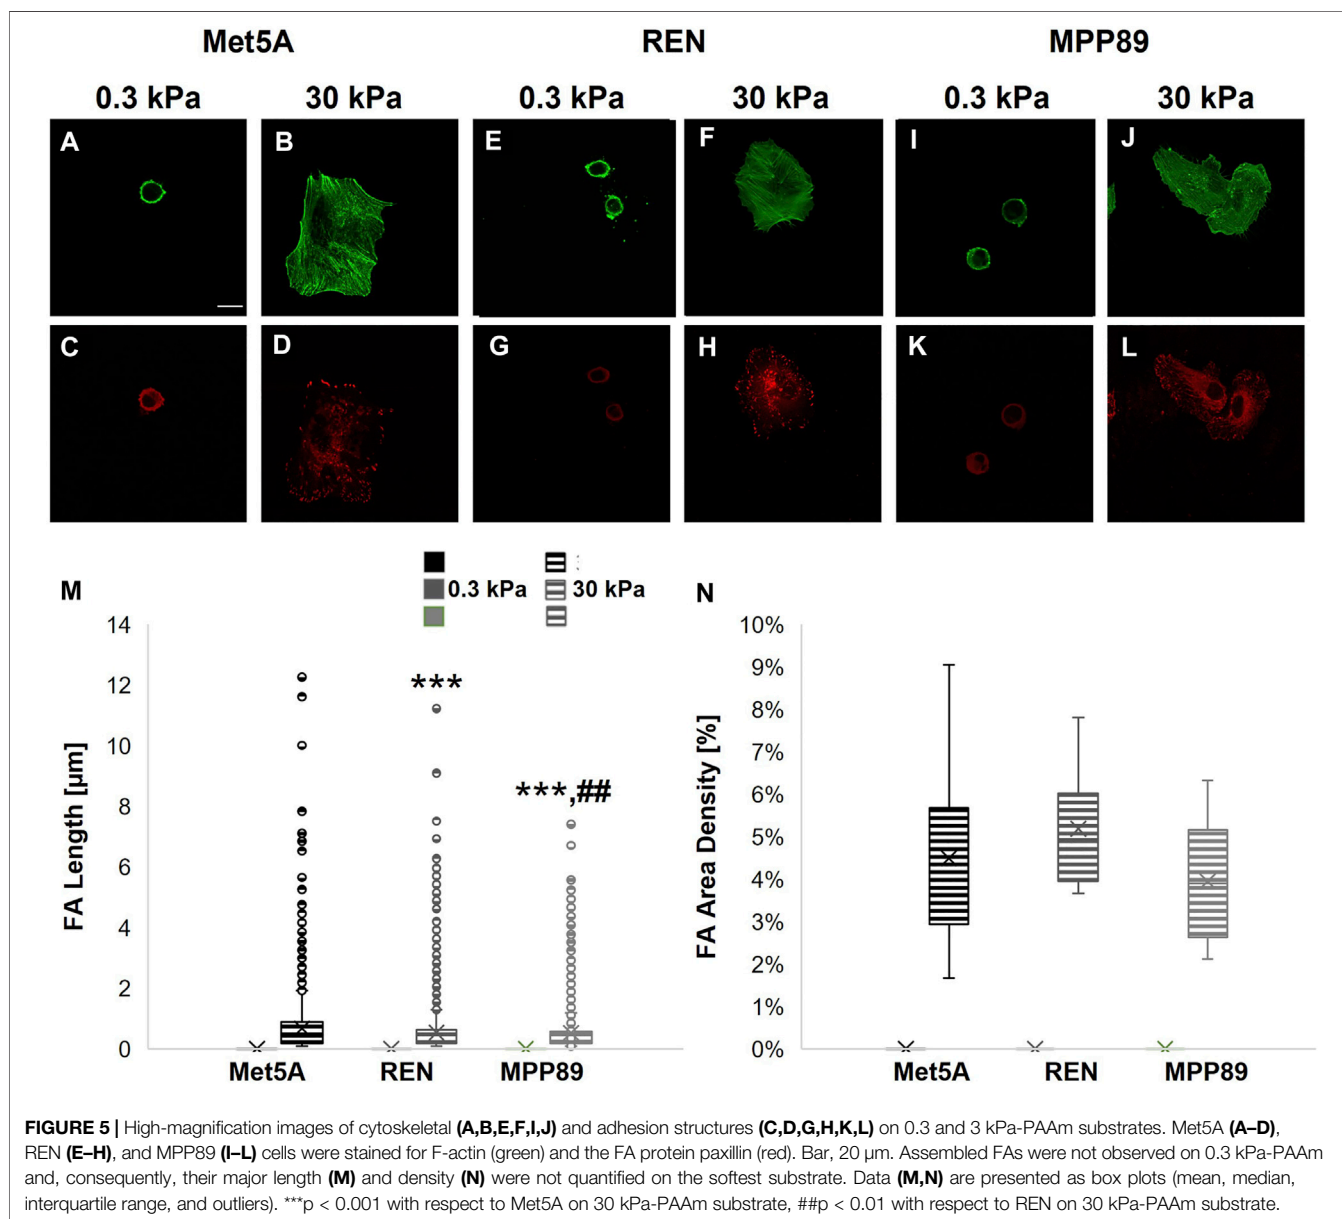 Met5A REN MPP89
0.3 kPa 30 kPa 0.3 kPa 30 kPa 0.3 kPa 30 kPa
A B E F I J
C D G H K L
M 0.3 kPa 30 kPa N
14
12
10
8
6
4
2
0
FA Length [µm]
***
***,##
Met5A REN MPP89
10%
9%
8%
7%
6%
5%
4%
3%
2%
1%
0%
FA Area Density [%]
Met5A REN MPP89
FIGURE 5 | High-magnification images of cytoskeletal (A,B,E,F,I,J) and adhesion structures (C,D,G,H,K,L) on 0.3 and 3 kPa-PAAm substrates. Met5A (A–D),
REN (E–H), and MPP89 (I–L) cells were stained for F-actin (green) and the FA protein paxillin (red). Bar, 20 µm. Assembled FAs were not observed on 0.3 kPa-PAAm
and, consequently, their major length (M) and density (N) were not quantified on the softest substrate. Data (M,N) are presented as box plots (mean, median,
interquartile range, and outliers). ***p < 0.001 with respect to Met5A on 30 kPa-PAAm substrate, ##p < 0.01 with respect to REN on 30 kPa-PAAm substrate.